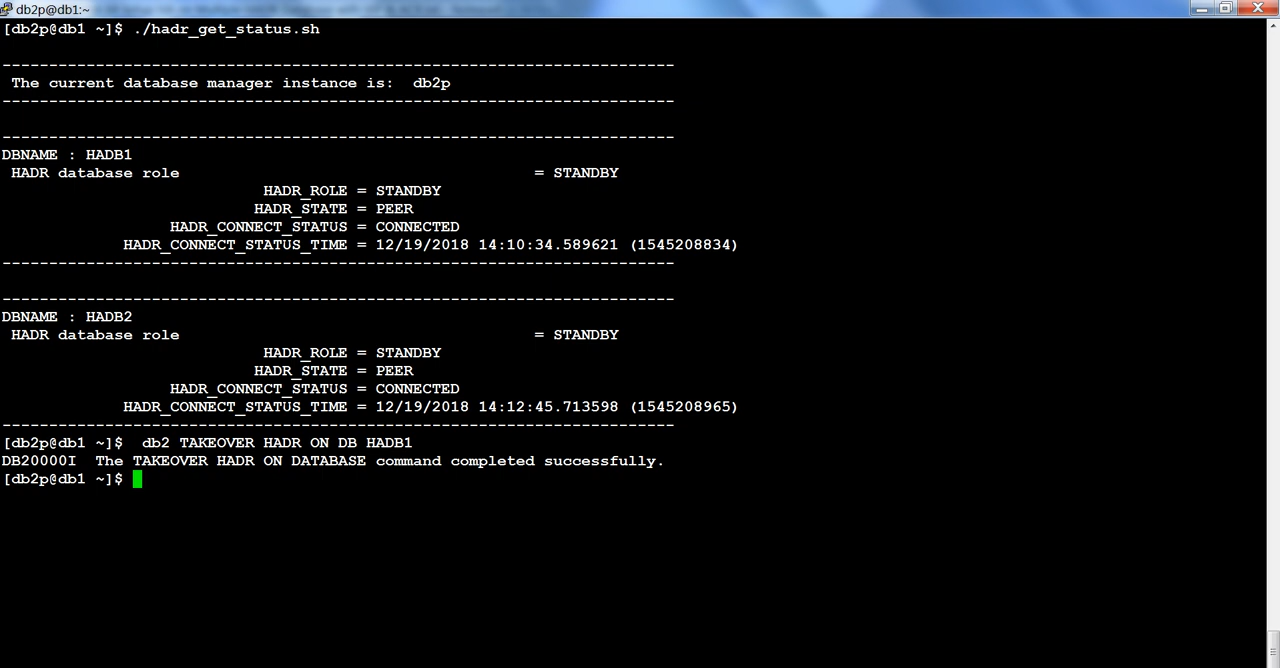 db2p@db1:~
[db2p@db1 ~]$ ./hadr_get_status.sh
------------------------------------------------------------------------
The current database manager instance is:  db2p
------------------------------------------------------------------------
------------------------------------------------------------------------
DBNAME : HADB1
HADR database role                                      = STANDBY
HADR_ROLE = STANDBY
HADR_STATE = PEER
HADR_CONNECT_STATUS = CONNECTED
HADR_CONNECT_STATUS_TIME = 12/19/2018 14:10:34.589621 (1545208834)
------------------------------------------------------------------------
------------------------------------------------------------------------
DBNAME : HADB2
HADR database role                                      = STANDBY
HADR_ROLE = STANDBY
HADR_STATE = PEER
HADR_CONNECT_STATUS = CONNECTED
HADR_CONNECT_STATUS_TIME = 12/19/2018 14:12:45.713598 (1545208965)
------------------------------------------------------------------------
[db2p@db1 ~]$  db2 TAKEOVER HADR ON DB HADB1
DB20000I  The TAKEOVER HADR ON DATABASE command completed successfully.
[db2p@db1 ~]$